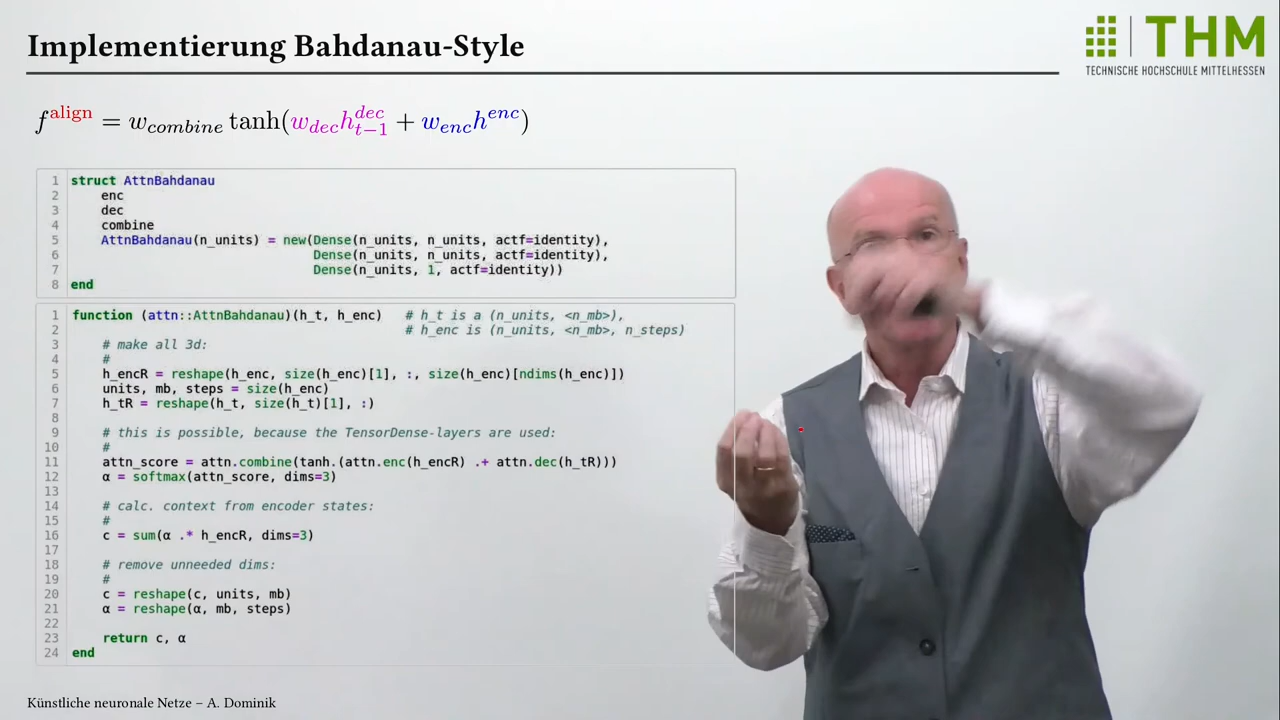 Implementierung Bahdanau-Style
THM
TECHNISCHE HOCHSCHULE MITTELHESSEN
f^align = w_combine tanh(w_dec h_{t−1}^dec + w_enc h^enc)
1 struct AttnBahdanau
2     enc
3     dec
4     combine
5     AttnBahdanau(n_units) = new(Dense(n_units, n_units, actf=identity),
6                                 Dense(n_units, n_units, actf=identity),
7                                 Dense(n_units, 1, actf=identity))
8 end
1 function (attn::AttnBahdanau)(h_t, h_enc)   # h_t is a (n_units, <n_mb>),
2                                             # h_enc is (n_units, <n_mb>, n_steps)
3     # make all 3d:
4     #
5     h_encR = reshape(h_enc, size(h_enc)[1], :, size(h_enc)[ndims(h_enc)])
6     units, mb, steps = size(h_enc)
7     h_tR = reshape(h_t, size(h_t)[1], :)
8
9     # this is possible, because the TensorDense-layers are used:
10     #
11     attn_score = attn.combine(tanh.(attn.enc(h_encR) .+ attn.dec(h_tR)))
12     α = softmax(attn_score, dims=3)
13
14     # calc. context from encoder states:
15     #
16     c = sum(α .* h_encR, dims=3)
17
18     # remove unneeded dims:
19     #
20     c = reshape(c, units, mb)
21     α = reshape(α, mb, steps)
22
23     return c, α
24 end
Künstliche neuronale Netze – A. Dominik